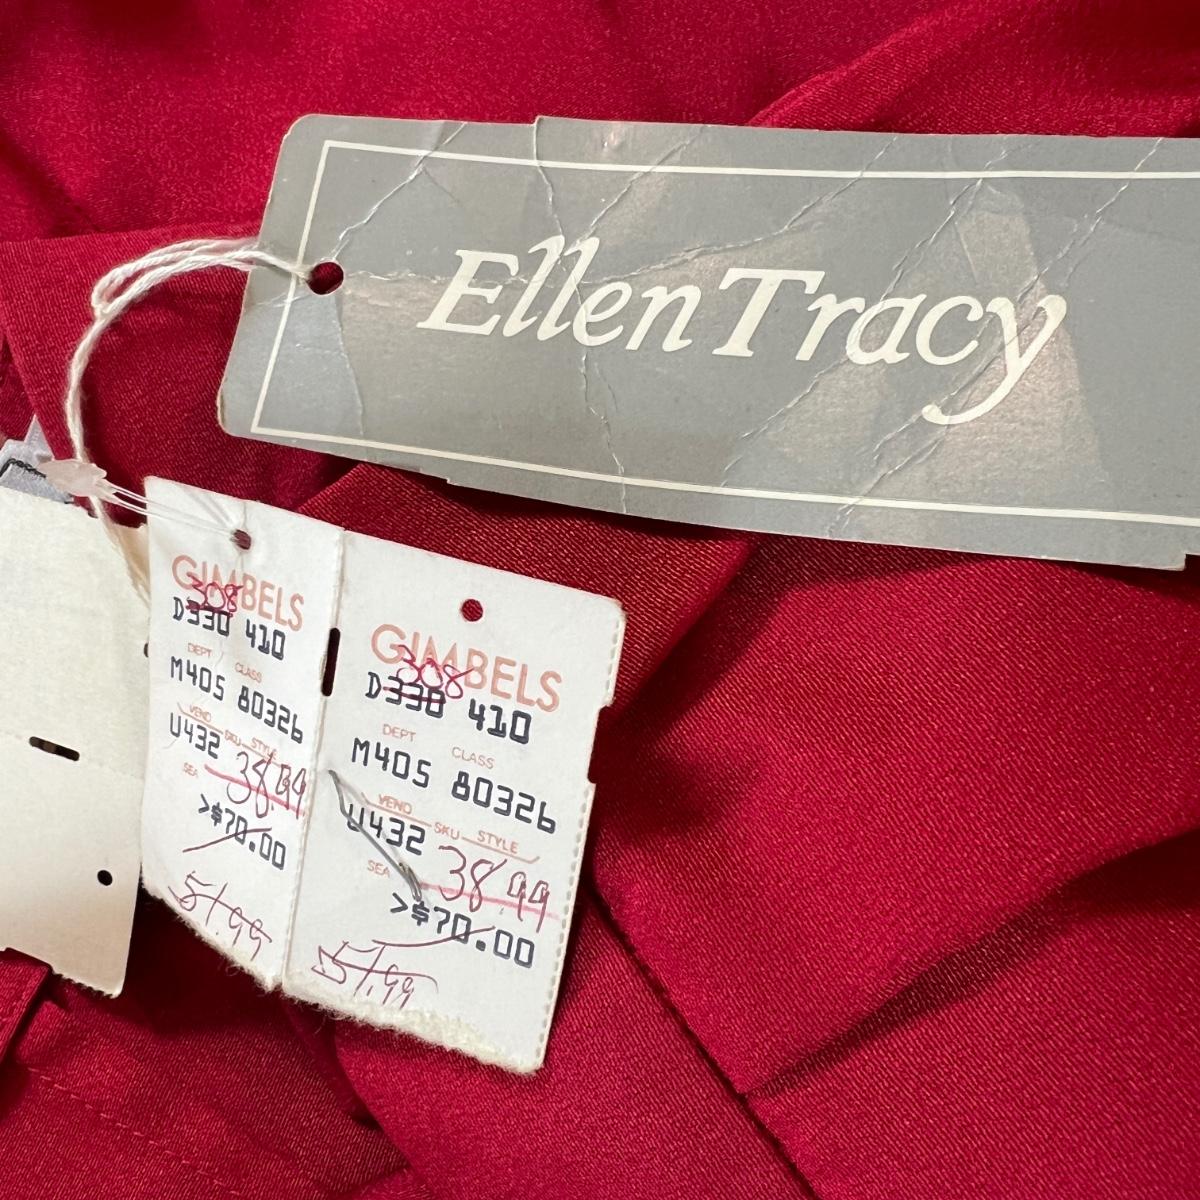 Ellen Tracy
GIMBELS
308
D330 410
DEPT CLASS
M405 80326
VEND SKU STYLE
U432
SEA
38.99
>$70.00
51.99
GIMBELS
308
D330 410
DEPT CLASS
M405 80326
VEND SKU STYLE
U432
SEA
38.99
>$70.00
51.99